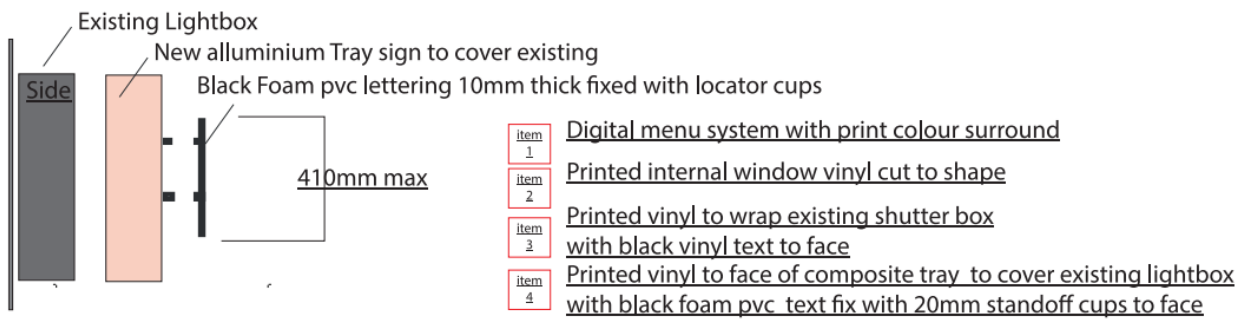 Existing Lightbox
New alluminium Tray sign to cover existing
Side
Black Foam pvc lettering 10mm thick fixed with locator cups
410mm max
item
1
Digital menu system with print colour surround
item
2
Printed internal window vinyl cut to shape
item
3
Printed vinyl to wrap existing shutter box
with black vinyl text to face
item
4
Printed vinyl to face of composite tray to cover existing lightbox
with black foam pvc text fix with 20mm standoff cups to face